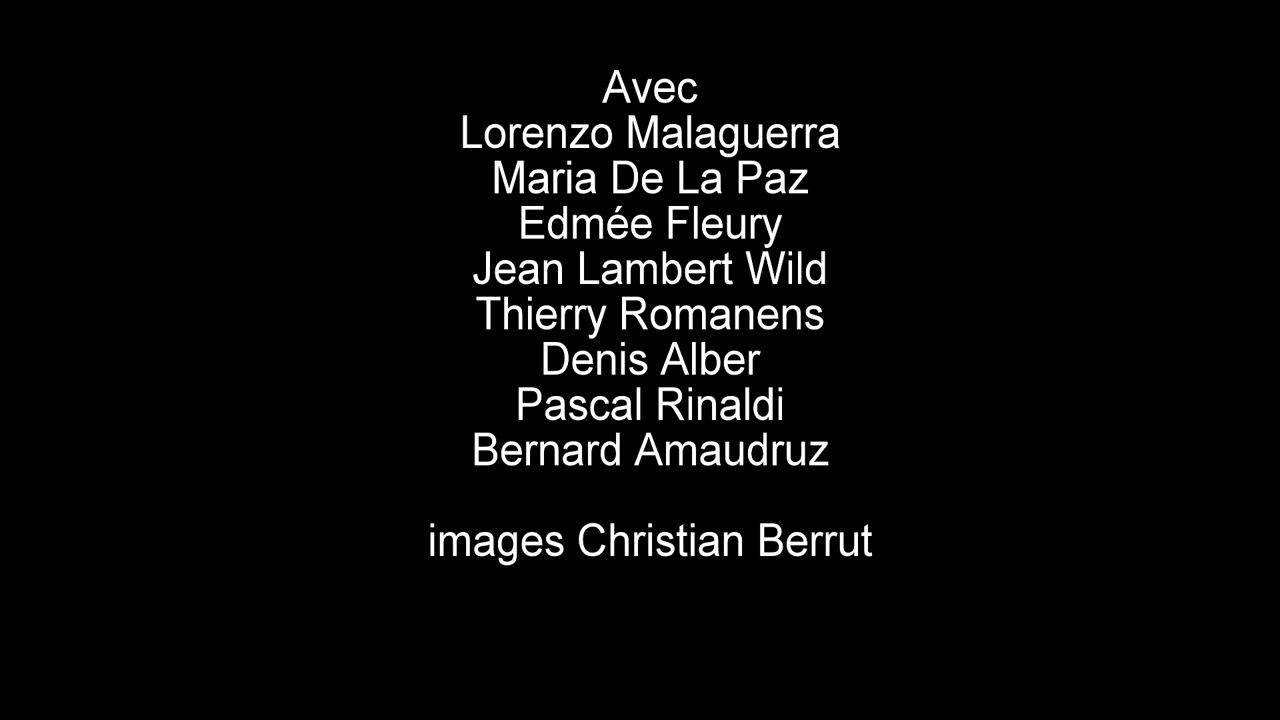 Avec
Lorenzo Malaguerra
Maria De La Paz
Edmée Fleury
Jean Lambert Wild
Thierry Romanens
Denis Alber
Pascal Rinaldi
Bernard Amaudruz
images Christian Berrut